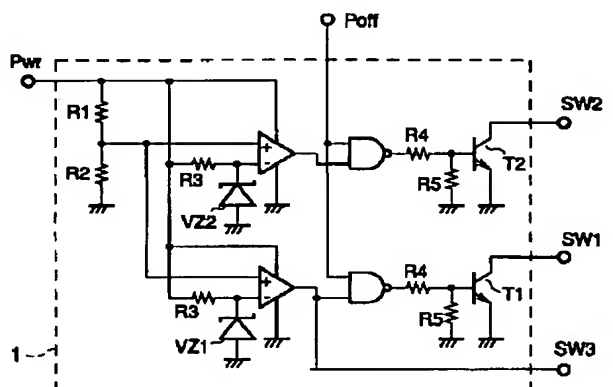 Poff
Pwr
SW2
R1
R4
R2
+
-
R3
R5
T2
VZ2
SW1
+
-
R4
R3
R5
T1
VZ1
1
SW3